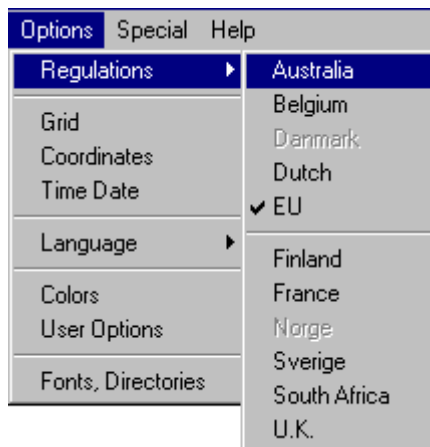 Options Special Help
Regulations
Grid
Coordinates
Time Date
Language
Colors
User Options
Fonts, Directories
Australia
Belgium
Danmark
Dutch
EU
Finland
France
Norge
Sverige
South Africa
U.K.